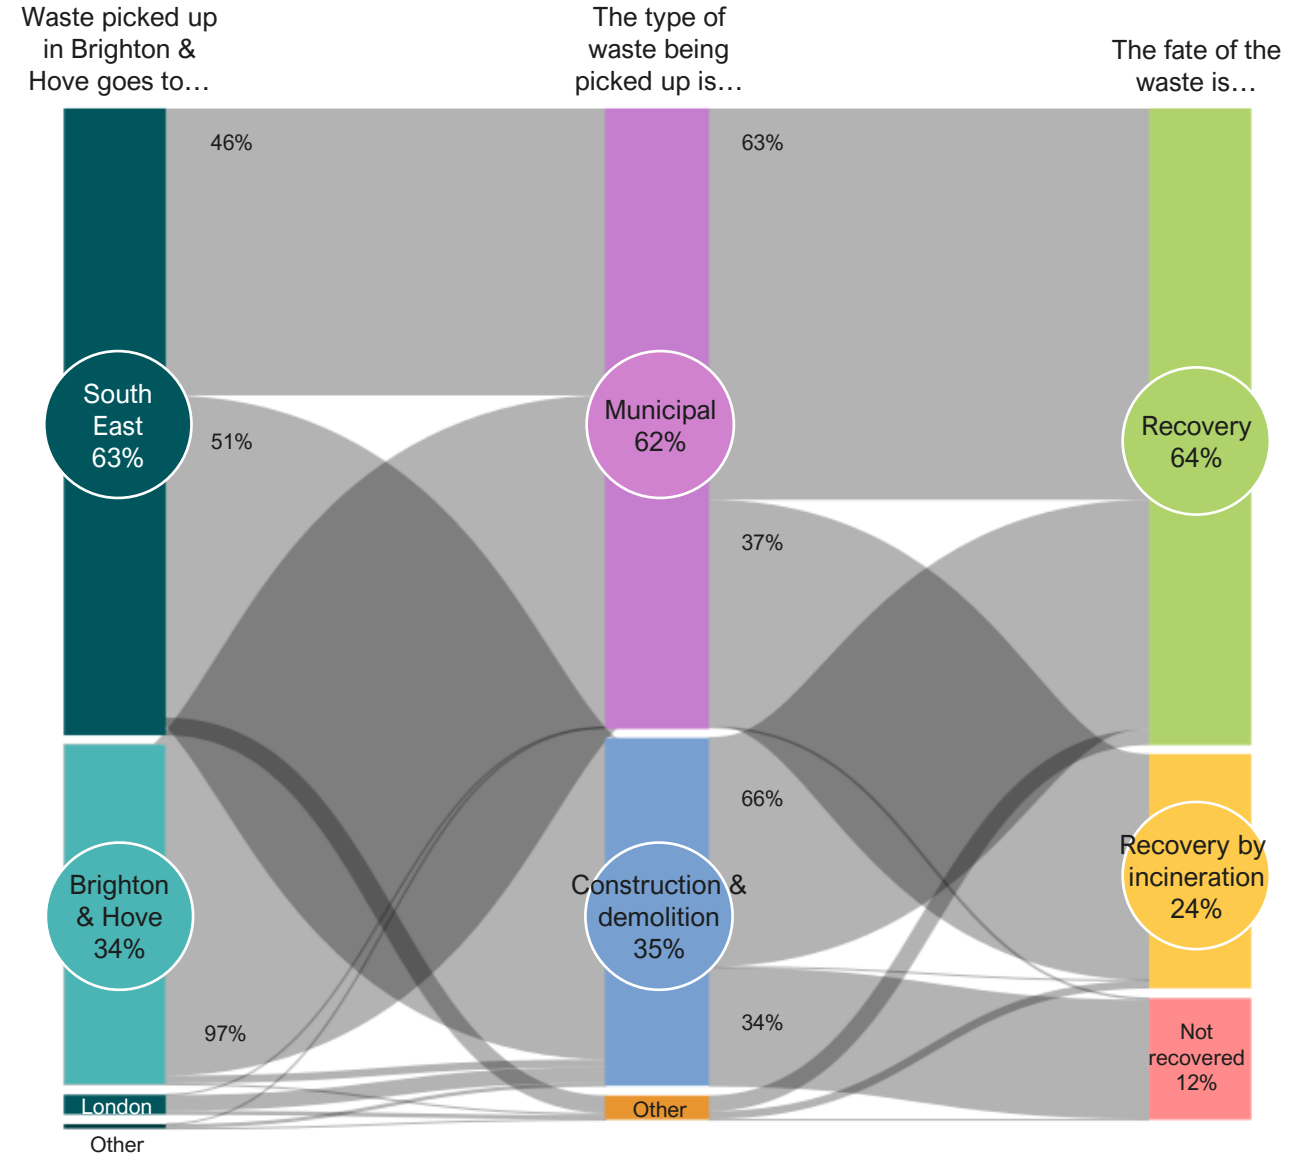 Waste picked up
in Brighton &
Hove goes to…
The type of
waste being
picked up is…
The fate of the
waste is…
46%
63%
South
East
63%
51%
Municipal
62%
Recovery
64%
37%
66%
Brighton
& Hove
34%
Construction &
demolition
35%
Recovery by
incineration
24%
97%
34%
Not
recovered
12%
London
Other
Other